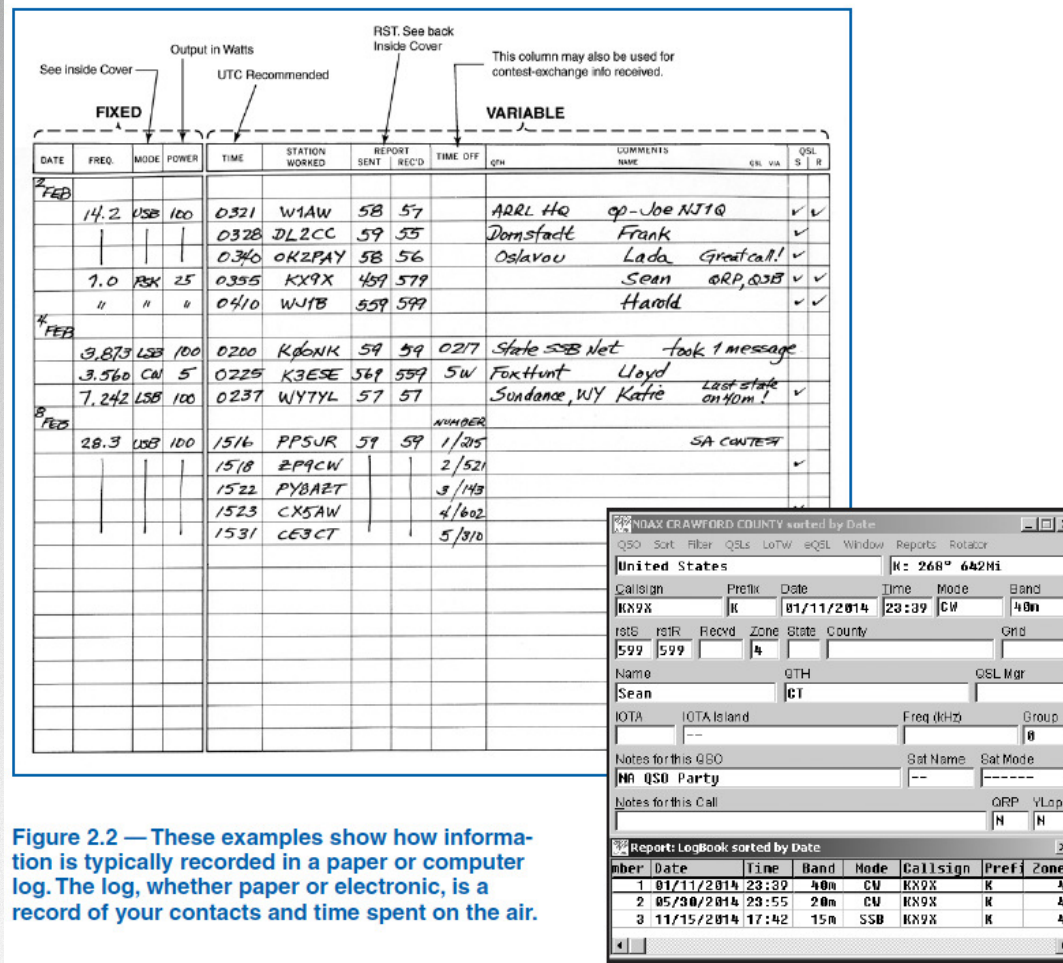 RST. See back
Inside Cover
Output in Watts
This column may also be used for
contest-exchange info received.
See inside Cover
UTC Recommended
FIXED VARIABLE
DATE FREQ. MODE POWER TIME STATION WORKED REPORT SENT REC'D TIME OFF QTH COMMENTS NAME QSL VIA QSL S R
2 FEB
14.2 USB 100 0321 W1AW 58 57 ARRL HQ op-Joe NJ1Q ✓ ✓
0328 DL2CC 59 55 Dornstadt Frank ✓
0340 OK2PAY 58 56 Oslavou Lada Great call! ✓
7.0 PSK 25 0355 KX9X 459 579 Sean QRP, QSB ✓ ✓
" " " 0410 WJ1B 559 599 Harold ✓ ✓
4 FEB
3.873 LSB 100 0200 KØONK 59 59 0217 State SSB Net took 1 message
3.560 CW 5 0225 K3ESE 569 559 5W FoxHunt Lloyd
7.242 LSB 100 0237 WY7YL 57 57 Sundance, WY Katie Last state on 40m! ✓
8 FEB NUMBER
28.3 USB 100 1516 PP5JR 59 59 1/215 SA CONTEST
1518 ZP9CW 2/521 ✓
1522 PY8AZT 3/143
1523 CX5AW 4/602
1531 CE3CT 5/310
NØAX CRAWFORD COUNTY sorted by Date
QSO Sort Filter QSLs LoTW eQSL Window Reports Rotator
United States K: 268° 642Mi
Callsign Prefix Date Time Mode Band
KX9X K 01/11/2014 23:39 CW 40m
rstS rstR Recvd Zone State County Grid
599 599 4
Name QTH QSL Mgr
Sean CT
IOTA IOTA Island Freq (kHz) Group
-- 0
Notes for this QSO Sat Name Sat Mode
NA QSO Party -- ------
Notes for this Call QRP YLop
N N
Report: LogBook sorted by Date
mber Date Time Band Mode Callsign Prefi Zone
1 01/11/2014 23:39 40m CW KX9X K 4
2 05/30/2014 23:55 20m CW KX9X K 4
3 11/15/2014 17:42 15m SSB KX9X K 4
Figure 2.2 — These examples show how informa-
tion is typically recorded in a paper or computer
log. The log, whether paper or electronic, is a
record of your contacts and time spent on the air.